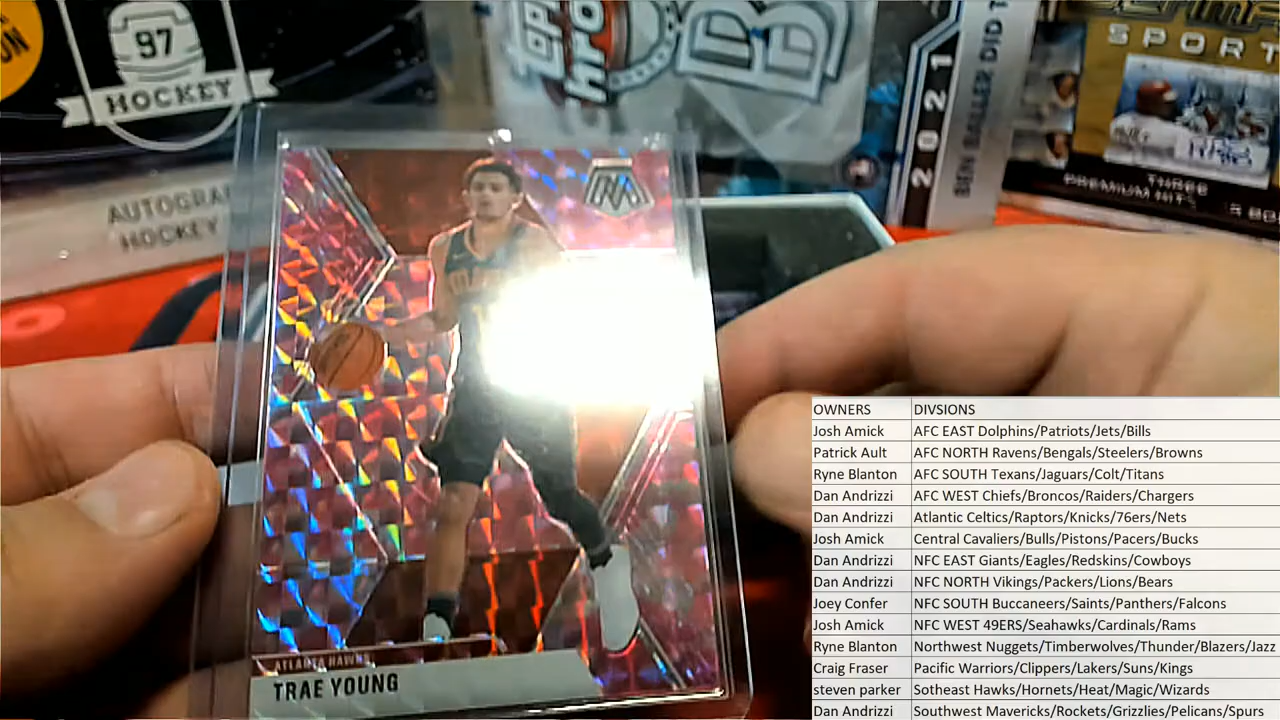 97
HOCKEY
AUTOGRA
HOCKEY
2021
BEN BALLER DID T
SPORT
THREE
PREMIUM HIT'S
ATLANTA HAWKS
TRAE YOUNG
OWNERS DIVSIONS
Josh Amick AFC EAST Dolphins/Patriots/Jets/Bills
Patrick Ault AFC NORTH Ravens/Bengals/Steelers/Browns
Ryne Blanton AFC SOUTH Texans/Jaguars/Colt/Titans
Dan Andrizzi AFC WEST Chiefs/Broncos/Raiders/Chargers
Dan Andrizzi Atlantic Celtics/Raptors/Knicks/76ers/Nets
Josh Amick Central Cavaliers/Bulls/Pistons/Pacers/Bucks
Dan Andrizzi NFC EAST Giants/Eagles/Redskins/Cowboys
Dan Andrizzi NFC NORTH Vikings/Packers/Lions/Bears
Joey Confer NFC SOUTH Buccaneers/Saints/Panthers/Falcons
Josh Amick NFC WEST 49ERS/Seahawks/Cardinals/Rams
Ryne Blanton Northwest Nuggets/Timberwolves/Thunder/Blazers/Jazz
Craig Fraser Pacific Warriors/Clippers/Lakers/Suns/Kings
steven parker Sotheast Hawks/Hornets/Heat/Magic/Wizards
Dan Andrizzi Southwest Mavericks/Rockets/Grizzlies/Pelicans/Spurs